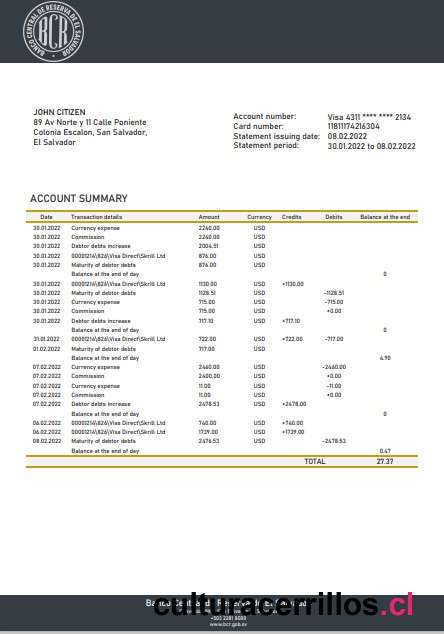 BANCO CENTRAL DE RESERVA DE EL SALVADOR
BCR
JOHN CITIZEN
89 Av Norte y 11 Calle Poniente
Colonia Escalon, San Salvador,
El Salvador
Account number: Visa 4311 **** **** 2134
Card number: 11811174216304
Statement issuing date: 08.02.2022
Statement period: 30.01.2022 to 08.02.2022
ACCOUNT SUMMARY
Date Transaction details Amount Currency Credits Debits Balance at the end
30.01.2022 Currency expense 2240.00 USD
30.01.2022 Commission 2240.00 USD
30.01.2022 Debtor debts increase 2004.51 USD
30.01.2022 00001216\826\Visa Direct\Skrill Ltd 876.00 USD
30.01.2022 Maturity of debtor debts 876.00 USD
Balance at the end of day 0
30.01.2022 00001216\826\Visa Direct\Skrill Ltd 1130.00 USD +1130.00
30.01.2022 Maturity of debtor debts 1128.51 USD -1128.51
30.01.2022 Currency expense 715.00 USD -715.00
30.01.2022 Commission 715.00 USD +0.00
30.01.2022 Debtor debts increase 717.10 USD +717.10
Balance at the end of day 0
31.01.2022 00001216\826\Visa Direct\Skrill Ltd 722.00 USD +722.00 -717.00
01.02.2022 Maturity of debtor debts 717.00 USD
Balance at the end of day 4.90
07.02.2022 Currency expense 2460.00 USD -2460.00
07.02.2022 Commission 2400.00 USD +0.00
07.02.2022 Currency expense 11.00 USD -11.00
07.02.2022 Commission 11.00 USD +0.00
07.02.2022 Debtor debts increase 2478.53 USD +2478.00
Balance at the end of day 0
06.02.2022 00001216\826\Visa Direct\Skrill Ltd 740.00 USD +740.00
06.02.2022 00001216\826\Visa Direct\Skrill Ltd 1739.00 USD +1739.00
08.02.2022 Maturity of debtor debts 2476.53 USD -2478.53
Balance at the end of day 0.47
TOTAL 27.37
Banco Central de Reserva de El Salvador
culturacerrillos.cl
+503 2281 8000
www.bcr.gob.sv